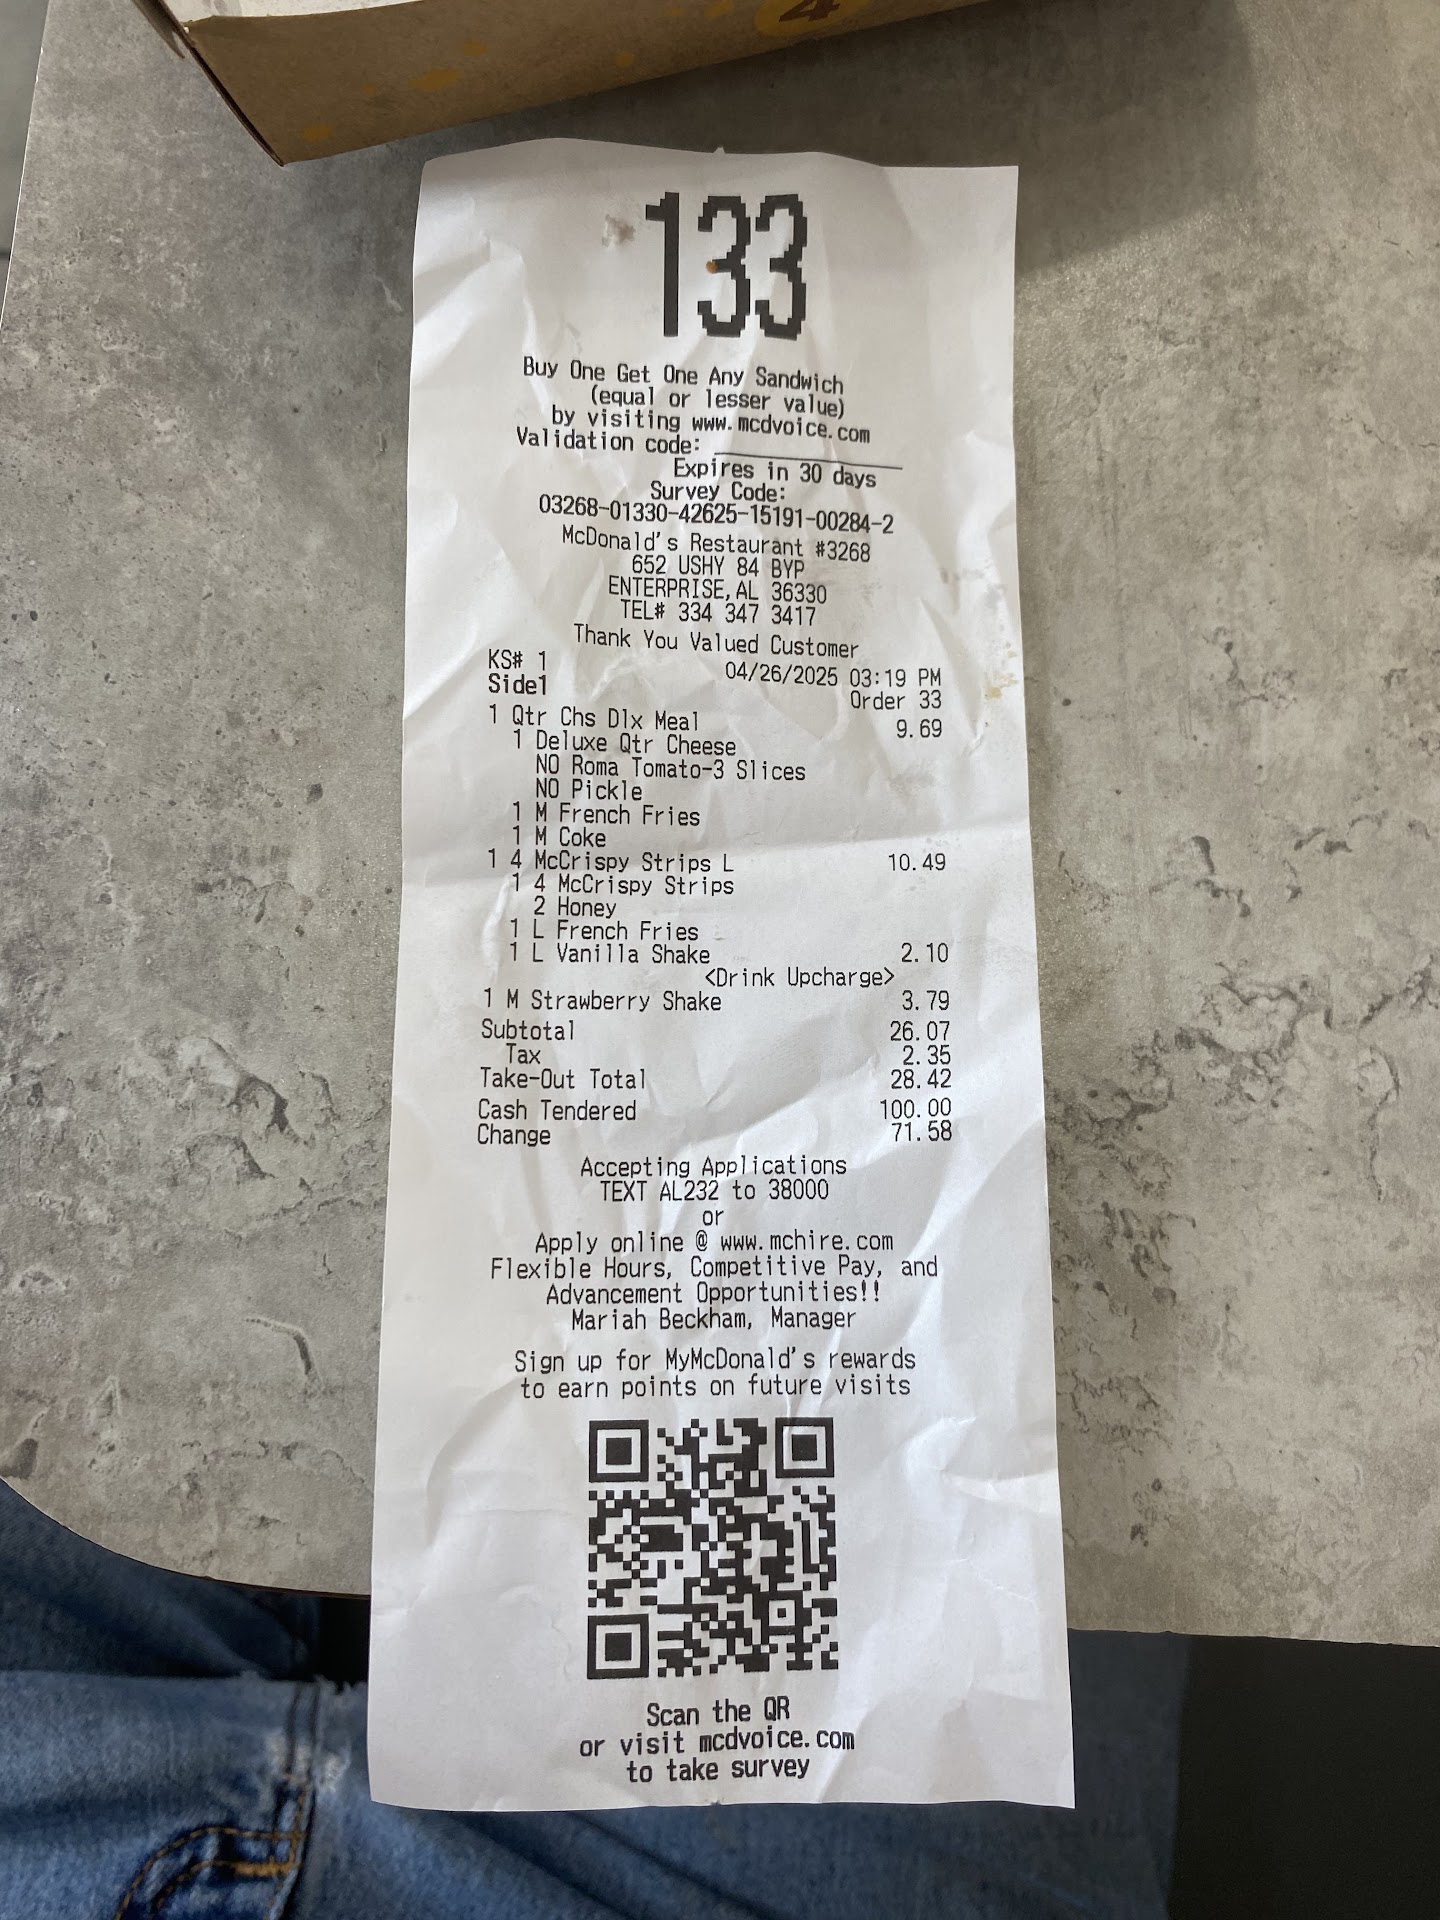 4
133
Buy One Get One Any Sandwich
(equal or lesser value)
by visiting www.mcdvoice.com
Validation code: ____________
Expires in 30 days
Survey Code:
03268-01330-42625-15191-00284-2
McDonald's Restaurant #3268
652 USHY 84 BYP
ENTERPRISE, AL 36330
TEL# 334 347 3417
Thank You Valued Customer
KS# 1 04/26/2025 03:19 PM
Side1 Order 33
1 Qtr Chs Dlx Meal 9.69
1 Deluxe Qtr Cheese
NO Roma Tomato-3 Slices
NO Pickle
1 M French Fries
1 M Coke
1 4 McCrispy Strips L 10.49
1 4 McCrispy Strips
2 Honey
1 L French Fries
1 L Vanilla Shake 2.10
<Drink Upcharge>
1 M Strawberry Shake 3.79
Subtotal 26.07
Tax 2.35
Take-Out Total 28.42
Cash Tendered 100.00
Change 71.58
Accepting Applications
TEXT AL232 to 38000
or
Apply online @ www.mchire.com
Flexible Hours, Competitive Pay, and
Advancement Opportunities!!
Mariah Beckham, Manager
Sign up for MyMcDonald's rewards
to earn points on future visits
Scan the QR
or visit mcdvoice.com
to take survey